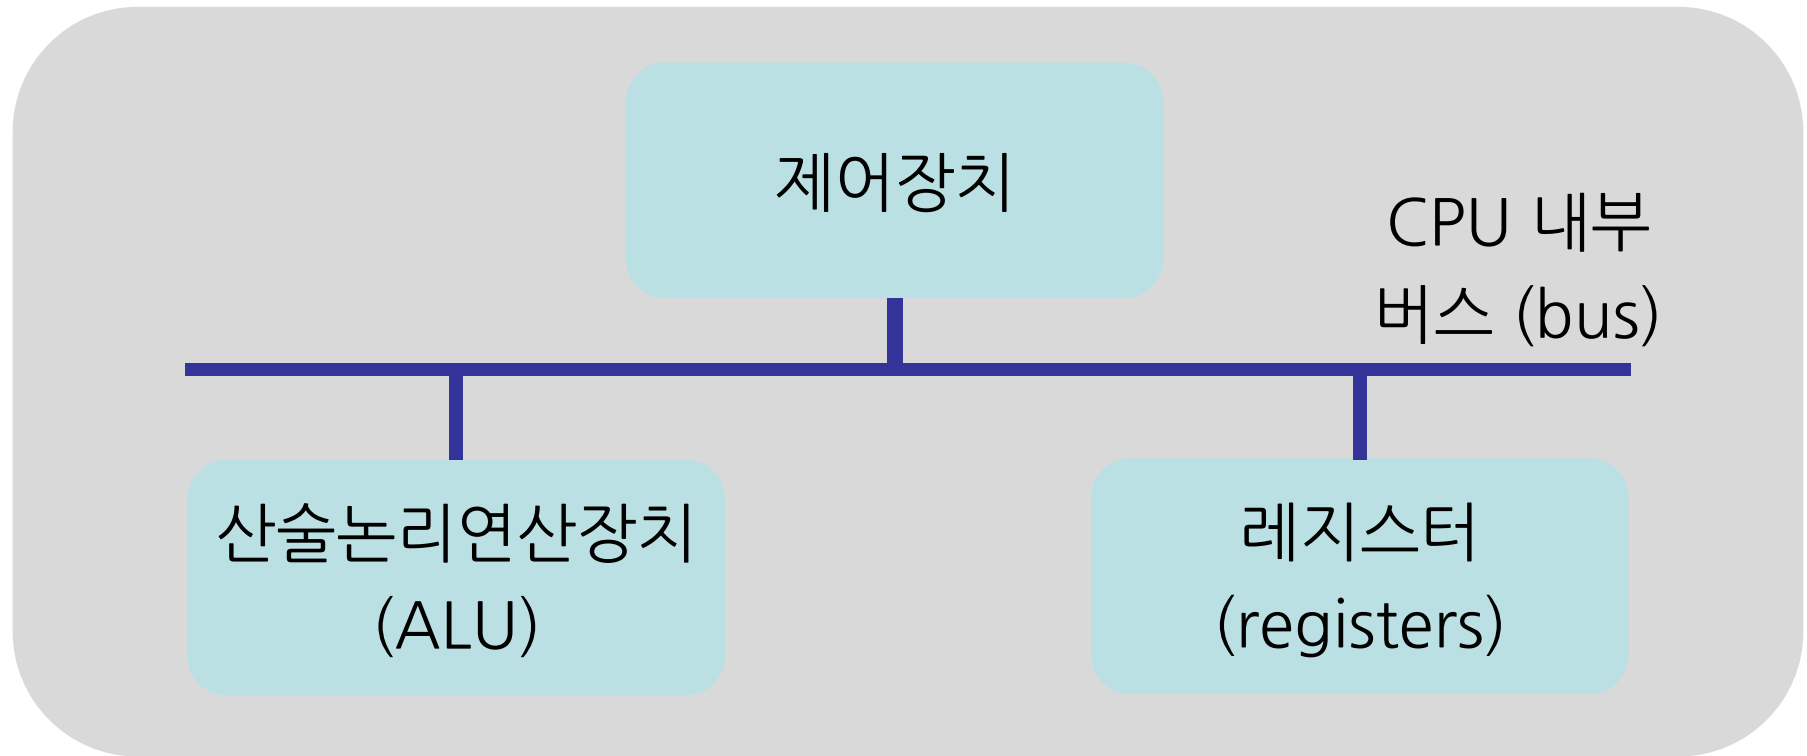 제어장치
CPU 내부
버스 (bus)
산술논리연산장치
(ALU)
레지스터
(registers)